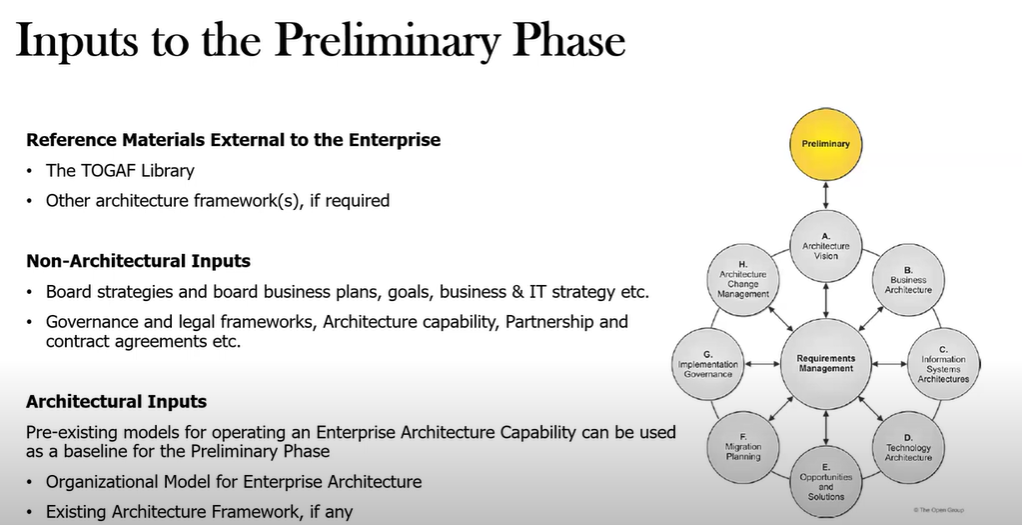 Inputs to the Preliminary Phase
Reference Materials External to the Enterprise
• The TOGAF Library
• Other architecture framework(s), if required
Non-Architectural Inputs
• Board strategies and board business plans, goals, business & IT strategy etc.
• Governance and legal frameworks, Architecture capability, Partnership and
contract agreements etc.
Architectural Inputs
Pre-existing models for operating an Enterprise Architecture Capability can be used
as a baseline for the Preliminary Phase
• Organizational Model for Enterprise Architecture
• Existing Architecture Framework, if any
Preliminary
A.
Architecture
Vision
B.
Business
Architecture
C.
Information
Systems
Architectures
D.
Technology
Architecture
E.
Opportunities
and
Solutions
F.
Migration
Planning
G.
Implementation
Governance
H.
Architecture
Change
Management
Requirements
Management
© The Open Group